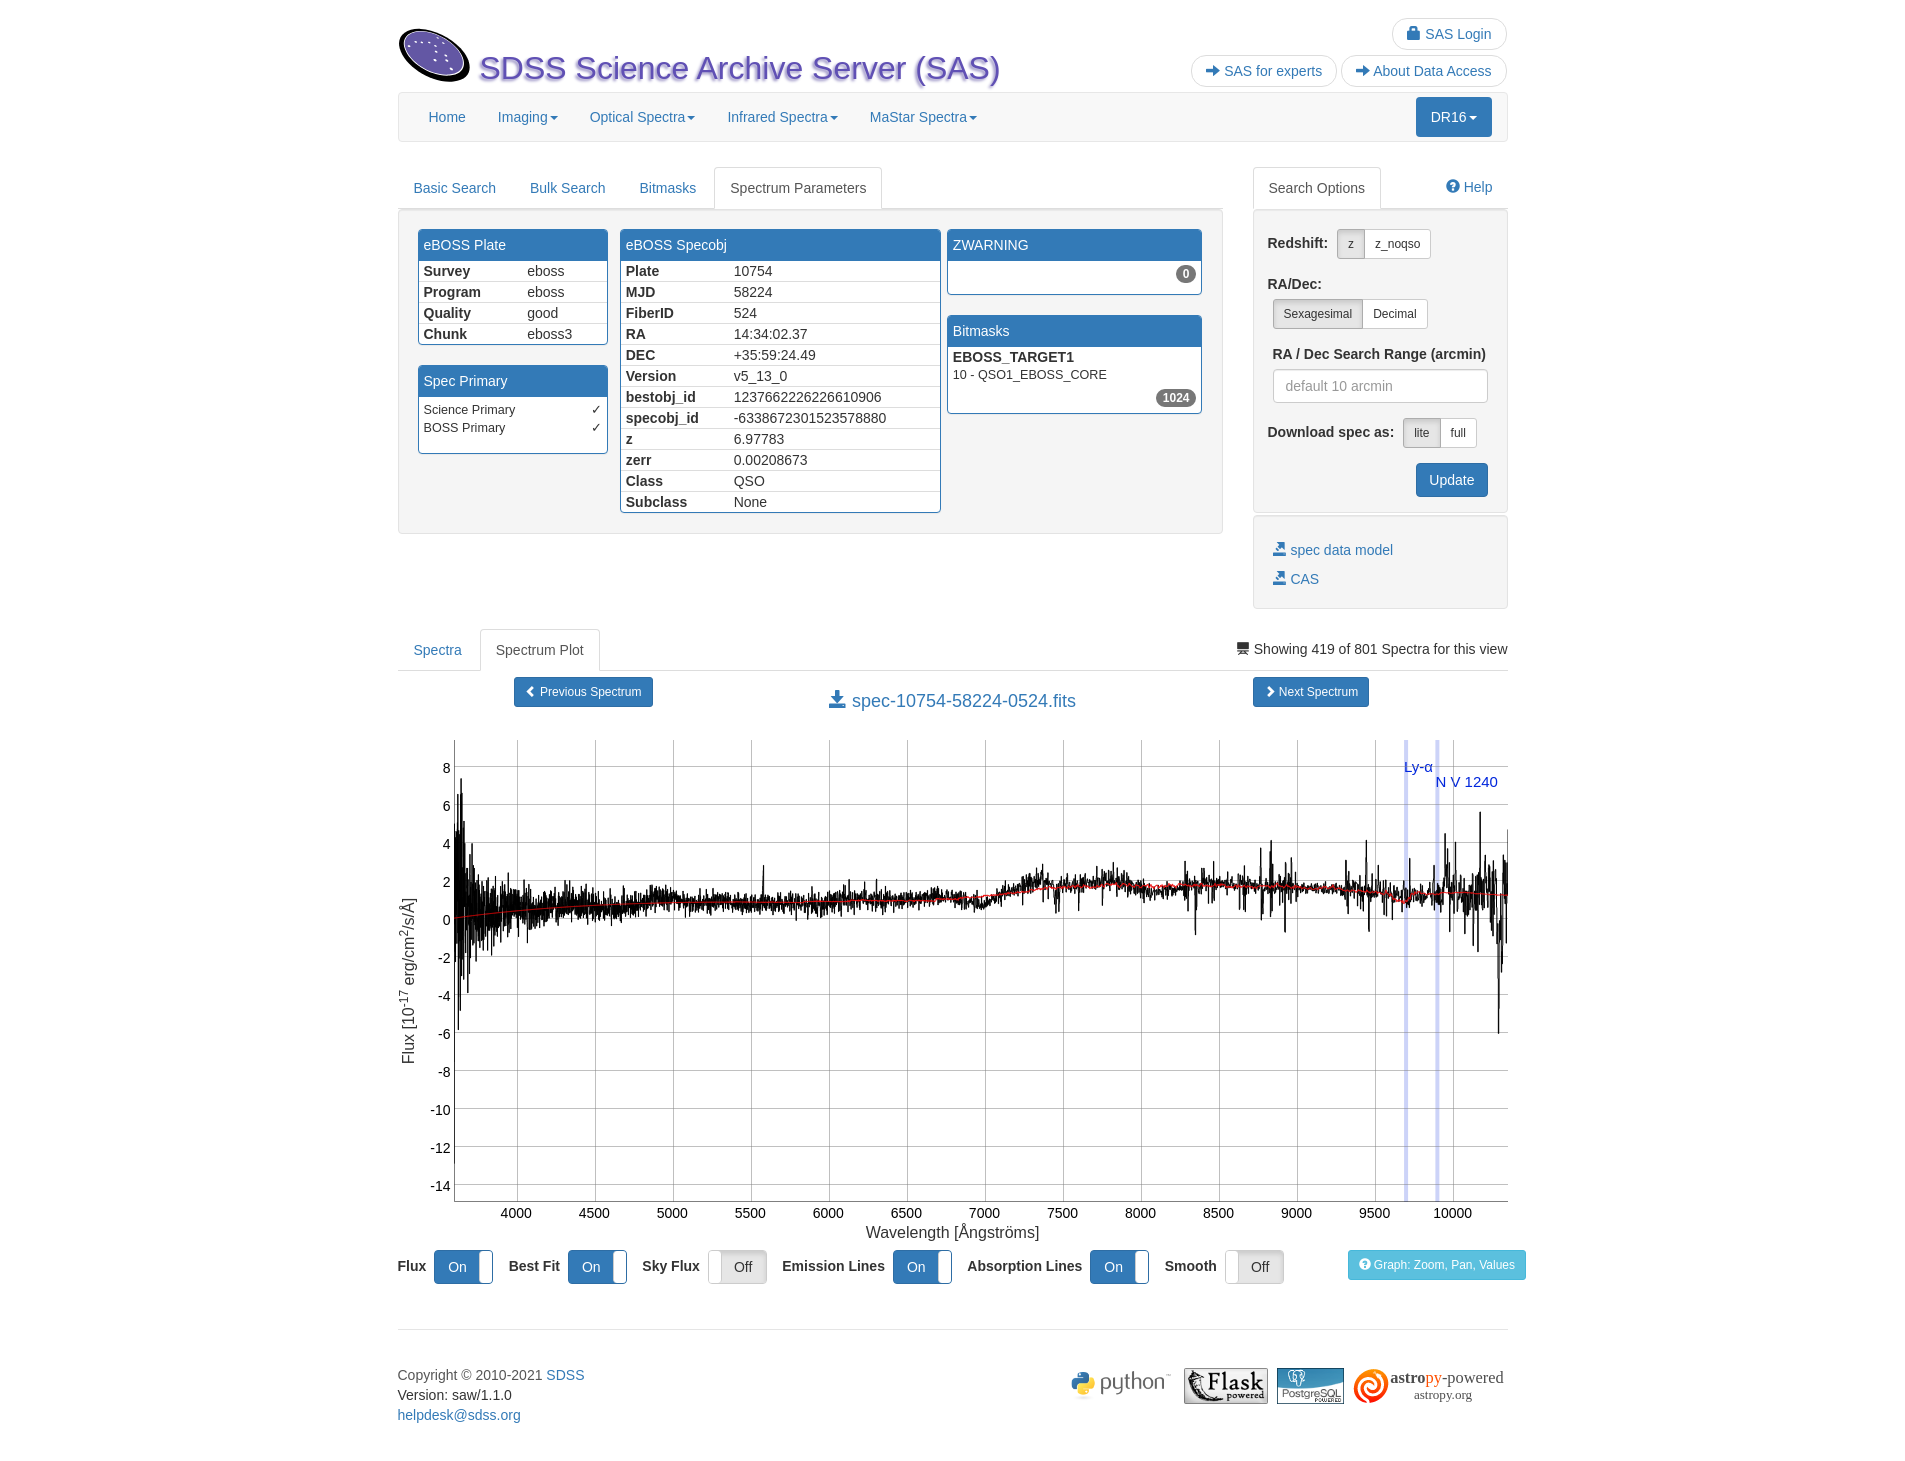 SAS Login
SDSS Science Archive Server (SAS)
SAS for experts
About Data Access
Home Imaging Optical Spectra Infrared Spectra MaStar Spectra DR16
Basic Search Bulk Search Bitmasks Spectrum Parameters
Search Options Help
eBOSS Plate
Survey eboss
Program eboss
Quality good
Chunk eboss3
Spec Primary
Science Primary ✓
BOSS Primary ✓
eBOSS Specobj
Plate 10754
MJD 58224
FiberID 524
RA 14:34:02.37
DEC +35:59:24.49
Version v5_13_0
bestobj_id 1237662226226610906
specobj_id -6338672301523578880
z 6.97783
zerr 0.00208673
Class QSO
Subclass None
ZWARNING
0
Bitmasks
EBOSS_TARGET1
10 - QSO1_EBOSS_CORE
1024
Redshift: z z_noqso
RA/Dec:
Sexagesimal Decimal
RA / Dec Search Range (arcmin)
default 10 arcmin
Download spec as: lite full
Update
spec data model
CAS
Spectra Spectrum Plot
Showing 419 of 801 Spectra for this view
Previous Spectrum
spec-10754-58224-0524.fits
Next Spectrum
Ly-α
N V 1240
8
6
4
2
0
-2
-4
-6
-8
-10
-12
-14
Flux [10-17 erg/cm2/s/Å]
4000 4500 5000 5500 6000 6500 7000 7500 8000 8500 9000 9500 10000
Wavelength [Ångströms]
Flux On Best Fit On Sky Flux Off Emission Lines On Absorption Lines On Smooth Off
Graph: Zoom, Pan, Values
Copyright © 2010-2021 SDSS
Version: saw/1.1.0
helpdesk@sdss.org
python
Flask
powered
PostgreSQL
POWERED
astropy-powered
astropy.org